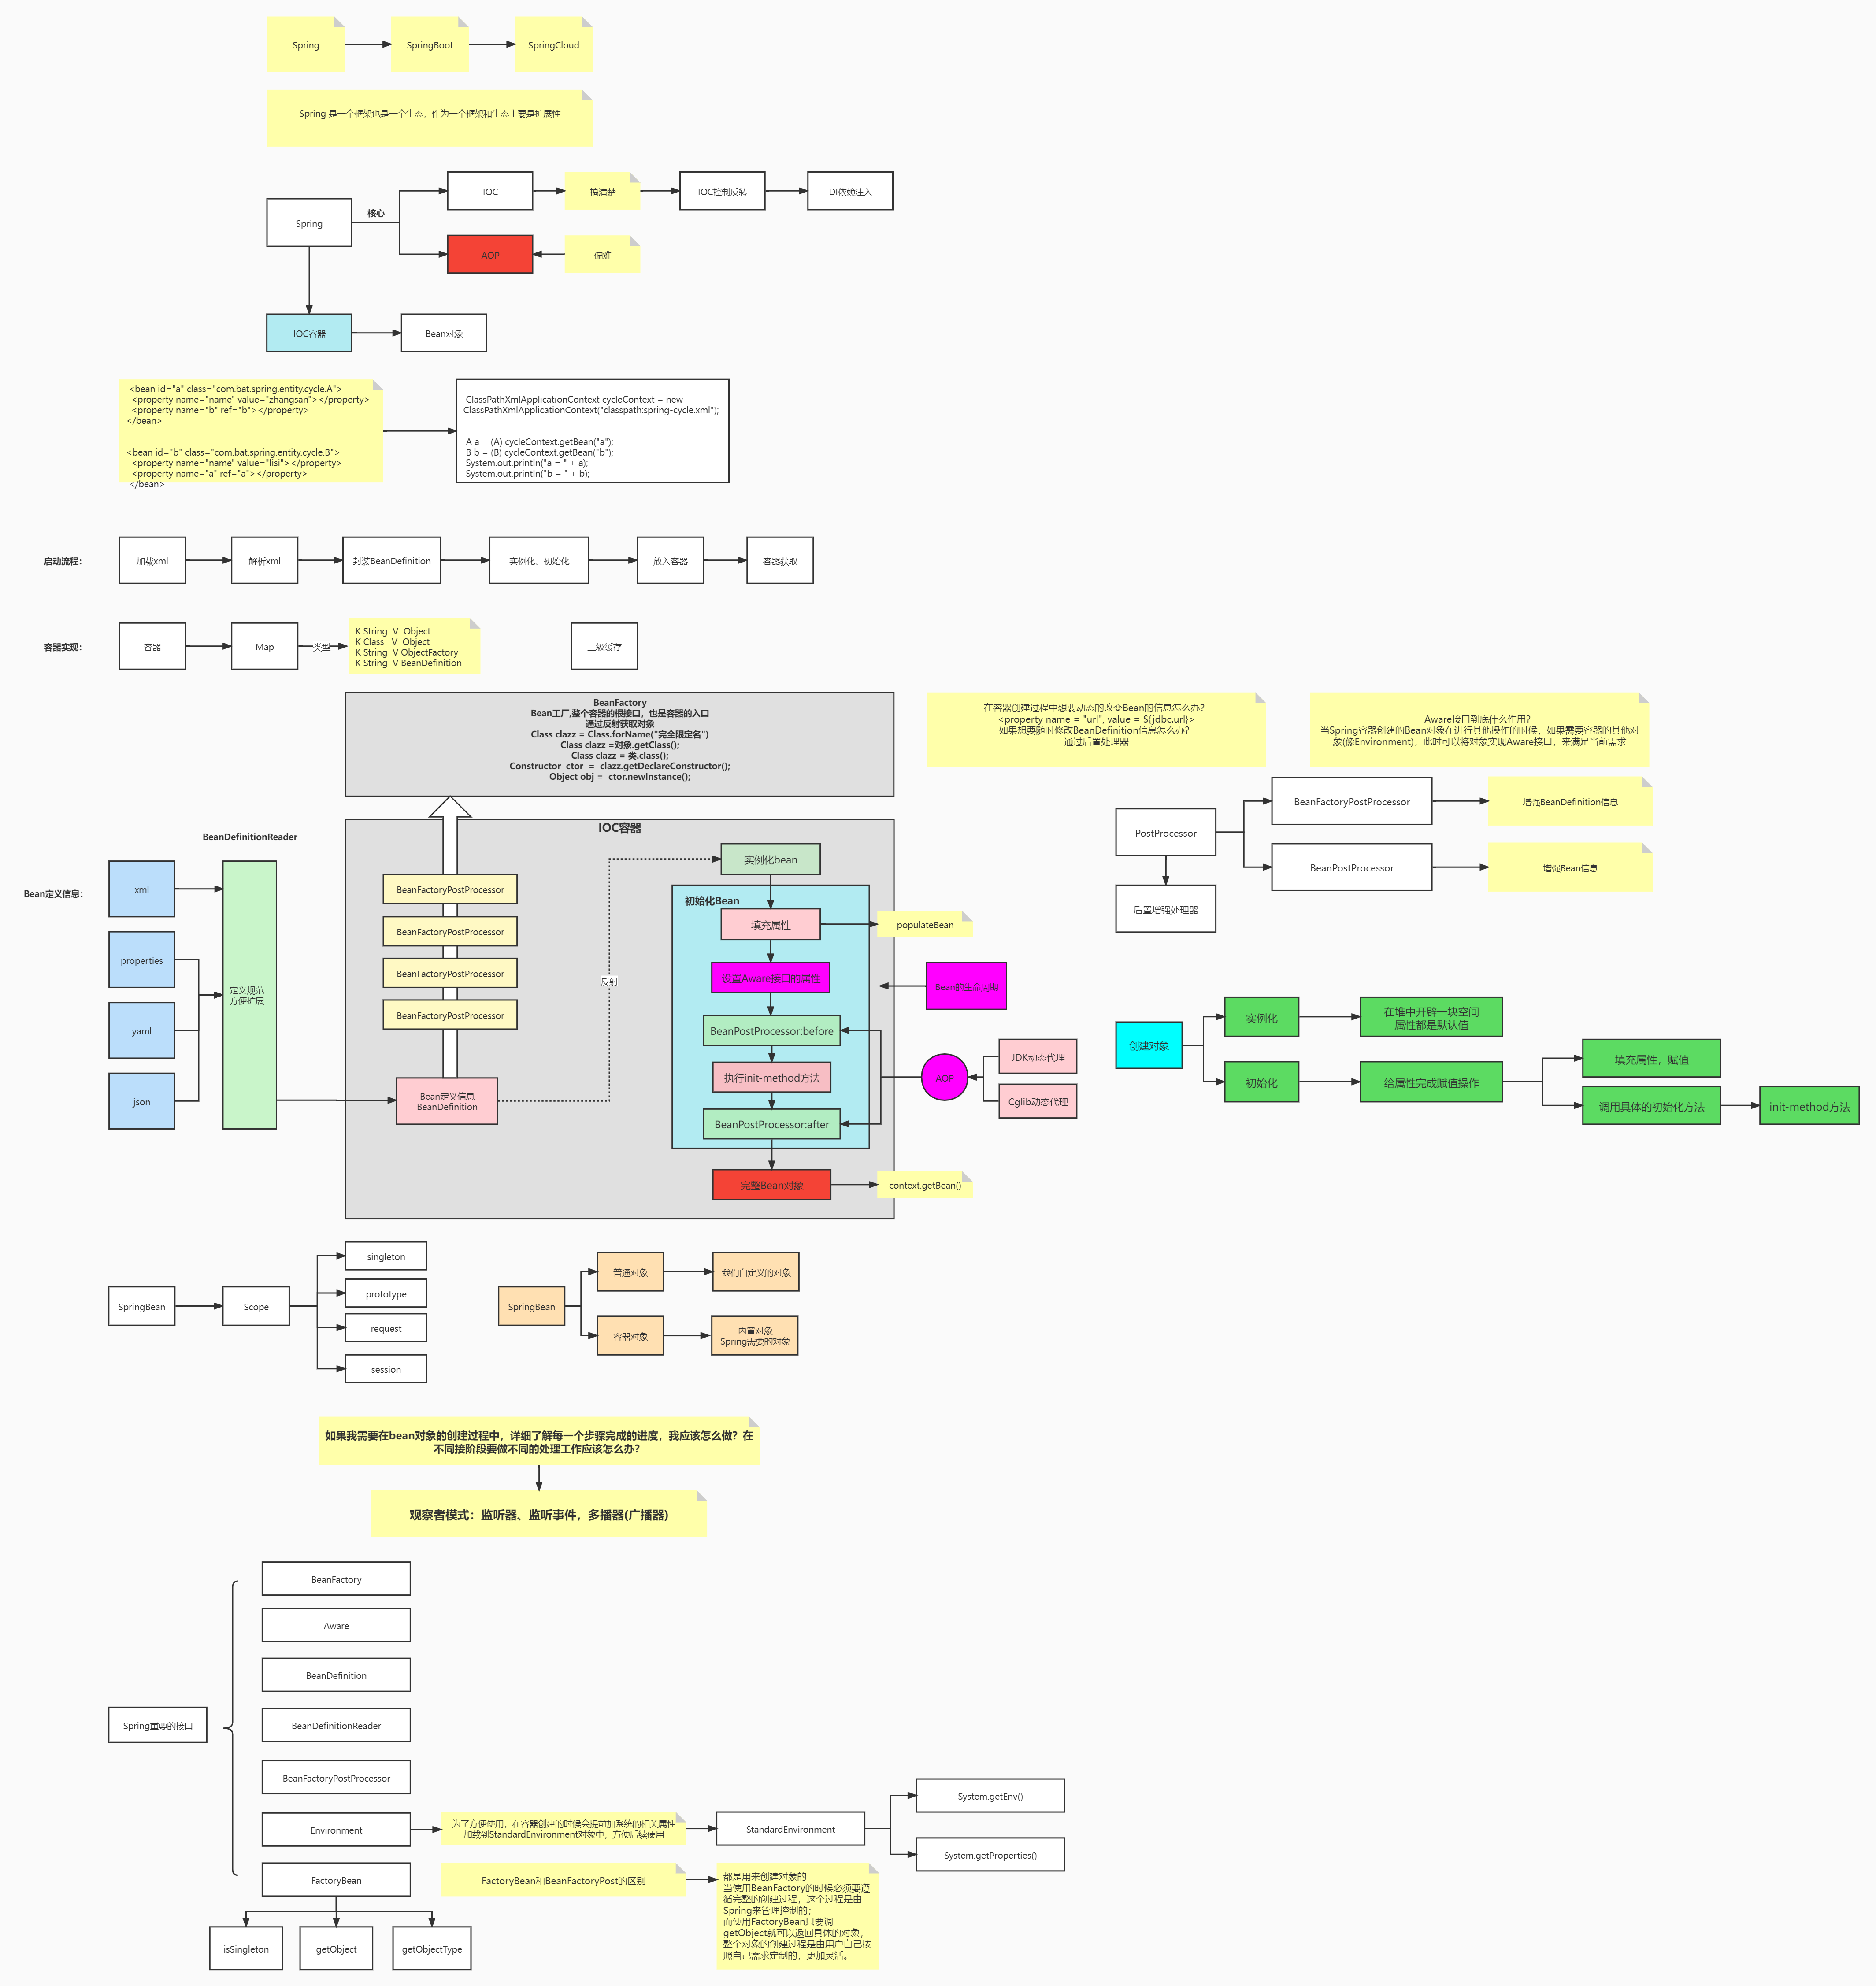 Spring
SpringBoot
SpringCloud
Spring 是一个框架也是一个生态，作为一个框架和生态主要是扩展性
Spring
核心
IOC
搞清楚
IOC控制反转
DI依赖注入
AOP
偏难
IOC容器
Bean对象
<bean id="a" class="com.bat.spring.entity.cycle.A">
<property name="name" value="zhangsan"></property>
<property name="b" ref="b"></property>
</bean>
<bean id="b" class="com.bat.spring.entity.cycle.B">
<property name="name" value="lisi"></property>
<property name="a" ref="a"></property>
</bean>
ClassPathXmlApplicationContext cycleContext = new
ClassPathXmlApplicationContext("classpath:spring-cycle.xml");
A a = (A) cycleContext.getBean("a");
B b = (B) cycleContext.getBean("b");
System.out.println("a = " + a);
System.out.println("b = " + b);
启动流程：
加载xml
解析xml
封装BeanDefinition
实例化、初始化
放入容器
容器获取
容器实现：
容器
Map
类型
K String V Object
K Class V Object
K String V ObjectFactory
K String V BeanDefinition
三级缓存
BeanFactory
Bean工厂,整个容器的根接口，也是容器的入口
通过反射获取对象
Class clazz = Class.forName("完全限定名")
Class clazz =对象.getClass();
Class clazz = 类.class();
Constructor ctor = clazz.getDeclareConstructor();
Object obj = ctor.newInstance();
在容器创建过程中想要动态的改变Bean的信息怎么办？
<property name = "url", value = ${jdbc.url}>
如果想要随时修改BeanDefinition信息怎么办？
通过后置处理器
Aware接口到底什么作用？
当Spring容器创建的Bean对象在进行其他操作的时候，如果需要容器的其他对
象(像Environment)，此时可以将对象实现Aware接口，来满足当前需求
PostProcessor
BeanFactoryPostProcessor
增强BeanDefinition信息
BeanPostProcessor
增强Bean信息
后置增强处理器
BeanDefinitionReader
Bean定义信息：
xml
properties
yaml
json
定义规范
方便扩展
IOC容器
BeanFactoryPostProcessor
BeanFactoryPostProcessor
BeanFactoryPostProcessor
BeanFactoryPostProcessor
Bean定义信息
BeanDefinition
反射
实例化bean
初始化Bean
填充属性
populateBean
设置Aware接口的属性
Bean的生命周期
BeanPostProcessor:before
执行init-method方法
BeanPostProcessor:after
AOP
JDK动态代理
Cglib动态代理
完整Bean对象
context.getBean()
创建对象
实例化
在堆中开辟一块空间
属性都是默认值
初始化
给属性完成赋值操作
填充属性，赋值
调用具体的初始化方法
init-method方法
SpringBean
Scope
singleton
prototype
request
session
SpringBean
普通对象
我们自定义的对象
容器对象
内置对象
Spring需要的对象
如果我需要在bean对象的创建过程中，详细了解每一个步骤完成的进度，我应该怎么做？在
不同接阶段要做不同的处理工作应该怎么办？
观察者模式：监听器、监听事件，多播器(广播器)
Spring重要的接口
BeanFactory
Aware
BeanDefinition
BeanDefinitionReader
BeanFactoryPostProcessor
Environment
为了方便使用，在容器创建的时候会提前加系统的相关属性
加载到StandardEnvironment对象中，方便后续使用
StandardEnvironment
System.getEnv()
System.getProperties()
FactoryBean
FactoryBean和BeanFactoryPost的区别
都是用来创建对象的
当使用BeanFactory的时候必须要遵
循完整的创建过程，这个过程是由
Spring来管理控制的；
而使用FactoryBean只要调
getObject就可以返回具体的对象，
整个对象的创建过程是由用户自己按
照自己需求定制的，更加灵活。
isSingleton
getObject
getObjectType